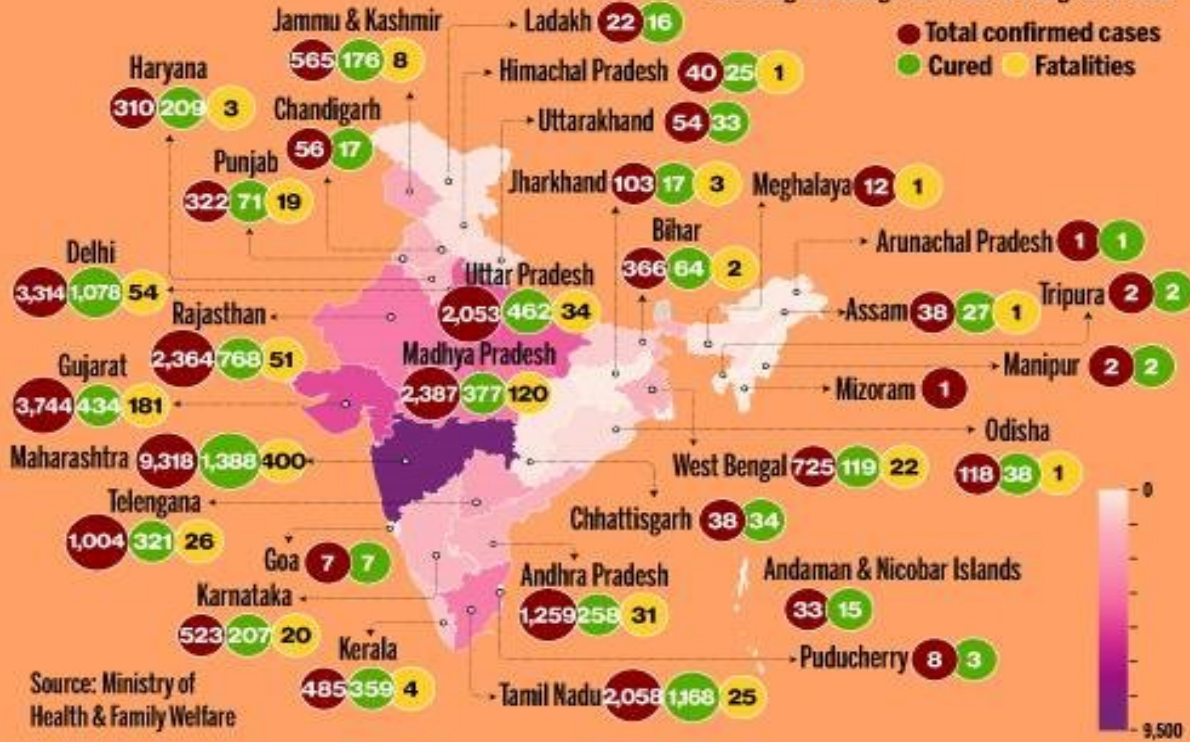 Total confirmed cases
Cured Fatalities
Jammu & Kashmir
565 176 8
Ladakh 22 16
Himachal Pradesh 40 25 1
Haryana
310 209 3
Chandigarh
56 17
Uttarakhand 54 33
Punjab
322 71 19
Jharkhand 103 17 3
Meghalaya 12 1
Bihar
366 64 2
Arunachal Pradesh 1 1
Delhi
3,314 1,078 54
Uttar Pradesh
2,053 462 34
Assam 38 27 1
Tripura 2 2
Rajasthan
2,364 768 51
Madhya Pradesh
2,387 377 120
Manipur 2 2
Gujarat
3,744 434 181
Mizoram 1
Odisha
118 38 1
Maharashtra 9,318 1,388 400
West Bengal 725 119 22
Telengana
1,004 321 26
Chhattisgarh 38 34
Goa 7 7
Andhra Pradesh
1,259 258 31
Andaman & Nicobar Islands
33 15
Karnataka
523 207 20
Kerala
485 359 4
Puducherry 8 3
Tamil Nadu 2,058 1,168 25
0
9,500
Source: Ministry of
Health & Family Welfare